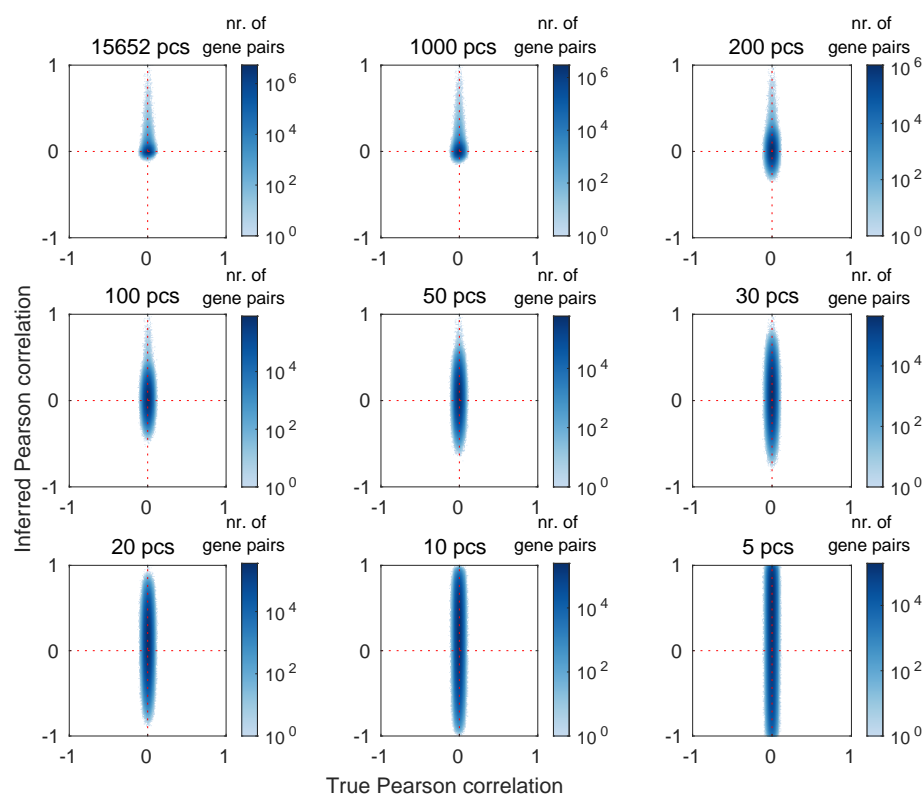 nr. of
gene pairs
15652 pcs
1
0
-1
-1 0 1
10^6
10^4
10^2
10^0
nr. of
gene pairs
1000 pcs
1
0
-1
-1 0 1
10^6
10^4
10^2
10^0
nr. of
gene pairs
200 pcs
1
0
-1
-1 0 1
10^6
10^4
10^2
10^0
Inferred Pearson correlation
nr. of
gene pairs
100 pcs
1
0
-1
-1 0 1
10^4
10^2
10^0
nr. of
gene pairs
50 pcs
1
0
-1
-1 0 1
10^4
10^2
10^0
nr. of
gene pairs
30 pcs
1
0
-1
-1 0 1
10^4
10^2
10^0
nr. of
gene pairs
20 pcs
1
0
-1
-1 0 1
10^4
10^2
10^0
nr. of
gene pairs
10 pcs
1
0
-1
-1 0 1
10^4
10^2
10^0
nr. of
gene pairs
5 pcs
1
0
-1
-1 0 1
10^4
10^2
10^0
True Pearson correlation